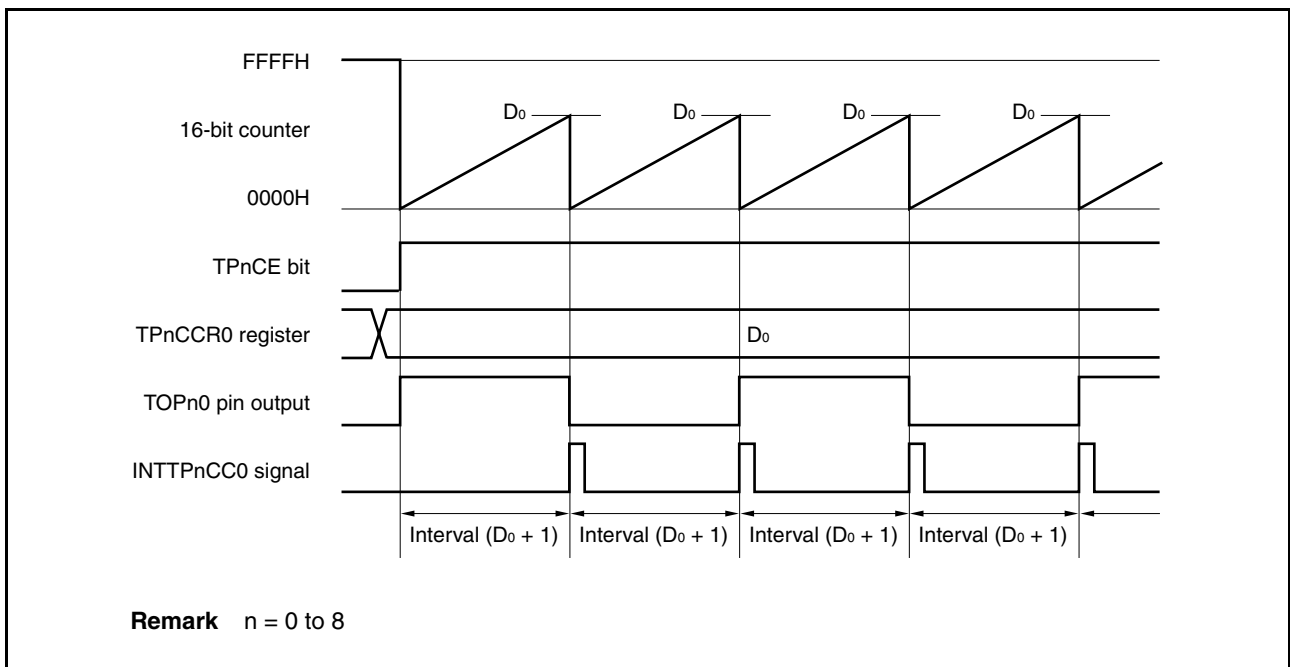 FFFFH
D₀ D₀ D₀ D₀
16-bit counter
0000H
TPnCE bit
TPnCCR0 register
D₀
TOPn0 pin output
INTTPnCC0 signal
Interval (D₀ + 1) Interval (D₀ + 1) Interval (D₀ + 1) Interval (D₀ + 1)
Remark n = 0 to 8